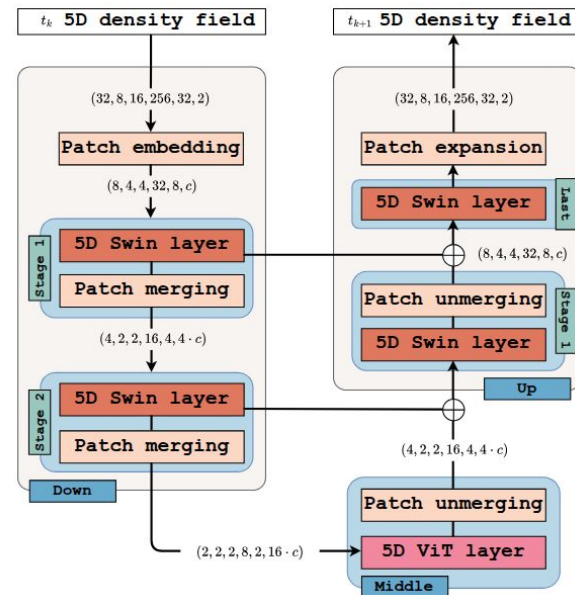 t_k 5D density field
(32, 8, 16, 256, 32, 2)
Patch embedding
(8, 4, 4, 32, 8, c)
Stage 1
5D Swin layer
Patch merging
(4, 2, 2, 16, 4, 4 · c)
Stage 2
5D Swin layer
Patch merging
Down
(2, 2, 2, 8, 2, 16 · c)
t_{k+1} 5D density field
(32, 8, 16, 256, 32, 2)
Patch expansion
5D Swin layer
Last
(8, 4, 4, 32, 8, c)
Patch unmerging
5D Swin layer
Stage 1
Up
(4, 2, 2, 16, 4, 4 · c)
Patch unmerging
5D ViT layer
Middle